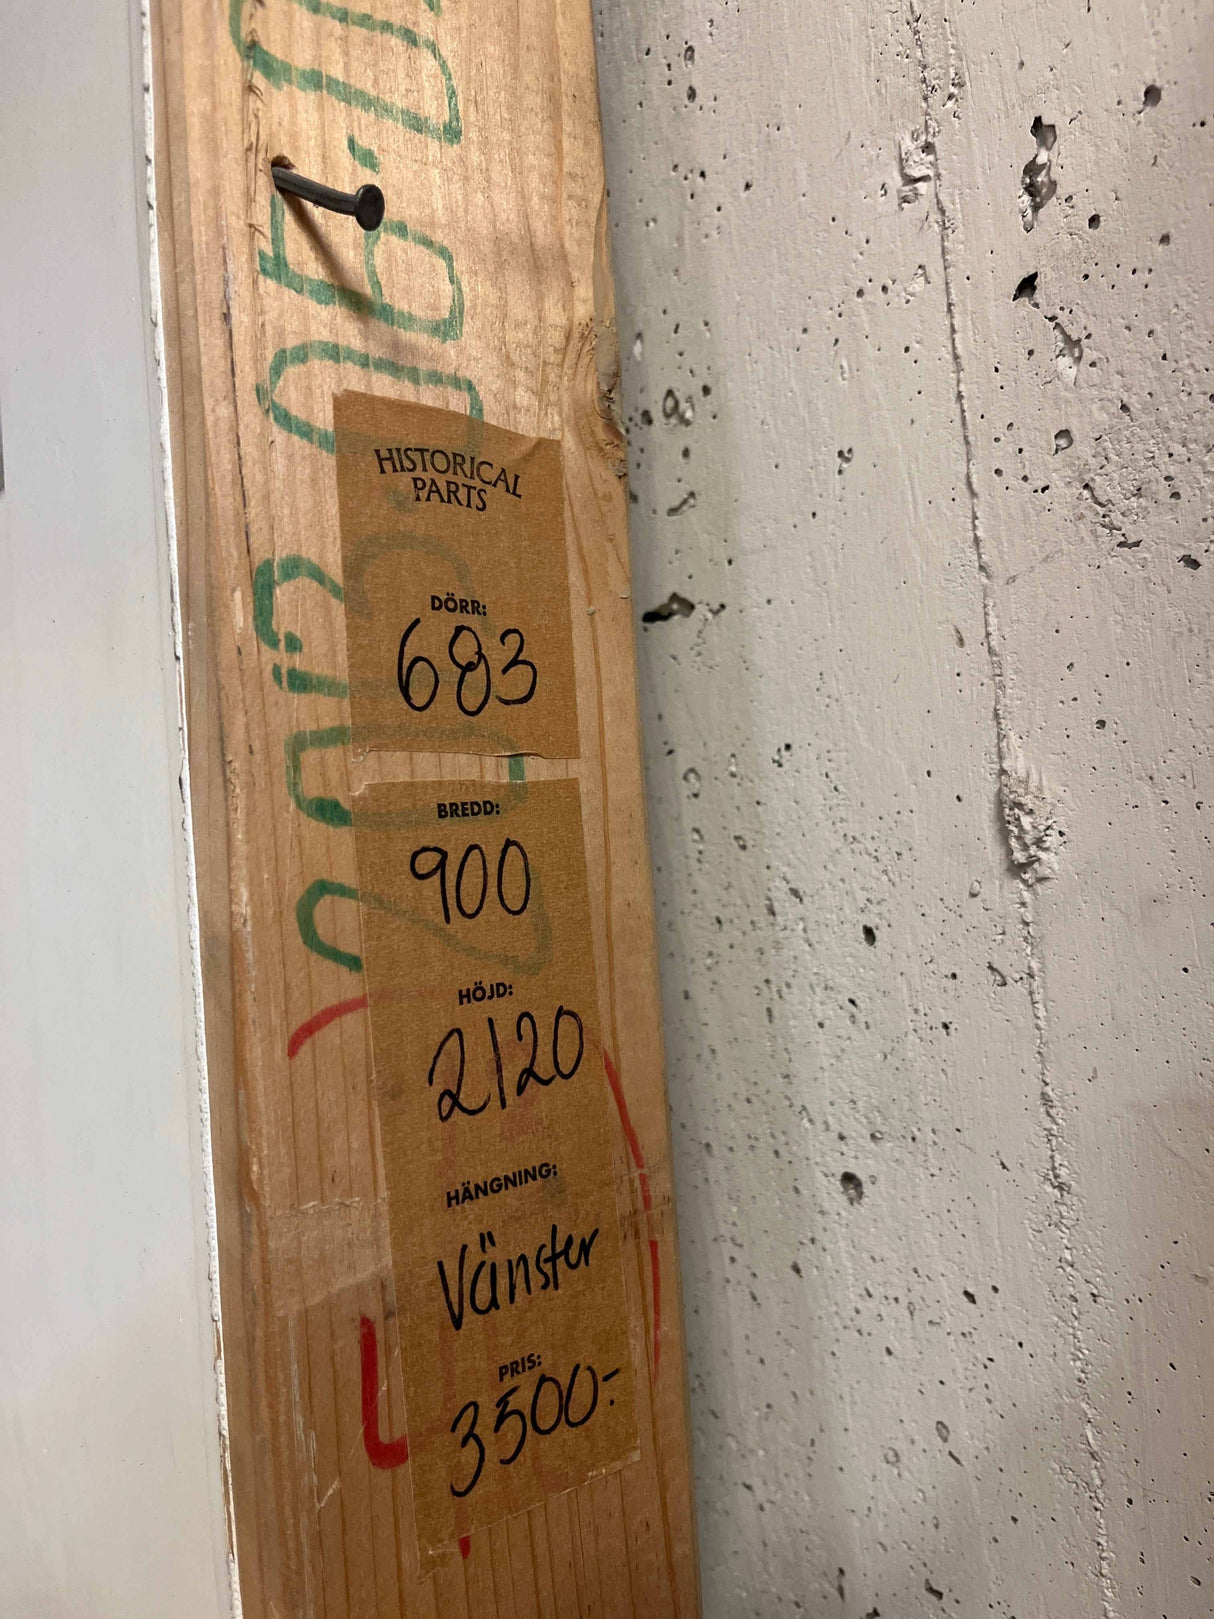 HISTORICAL
PARTS
DÖRR:
683
BREDD:
900
HÖJD:
2120
HÄNGNING:
Vänster
PRIS:
3500:-